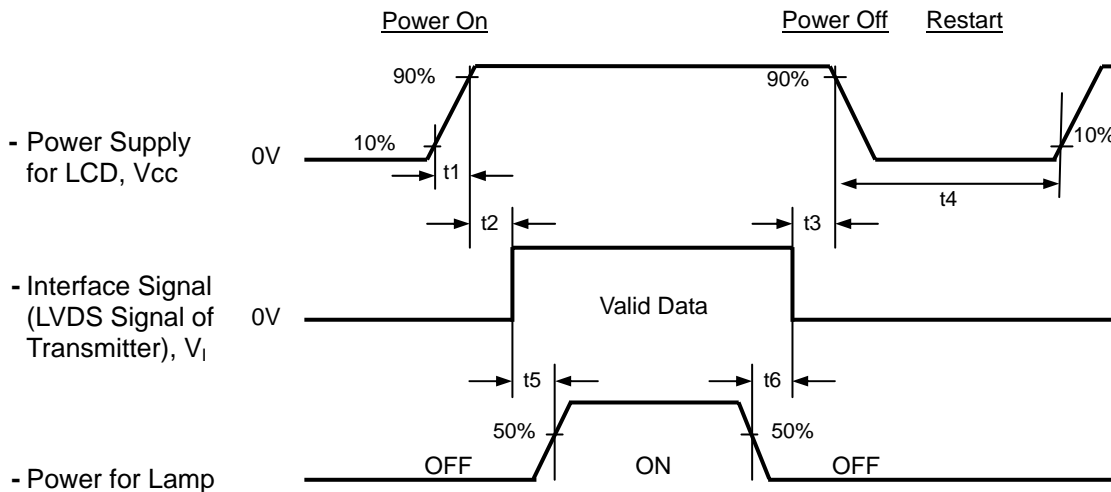 Power On
Power Off
Restart
90%
90%
- Power Supply
for LCD, Vcc
0V
10%
10%
t1
t4
t2
t3
- Interface Signal
(LVDS Signal of
Transmitter), VI
0V
Valid Data
t5
t6
50%
50%
- Power for Lamp
OFF
ON
OFF